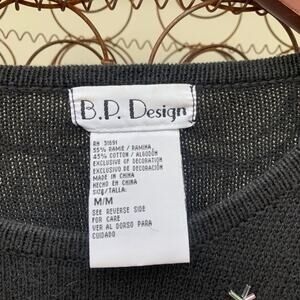 B.P. Design
RN 31691
55% RAMIE / RAMINA
45% COTTON / ALGODÓN
EXCLUSIVE OF DECORATION
EXCLUSIVO DE DECORACIÓN
MADE IN CHINA
HECHO EN CHINA
SIZE/TALLA:
M/M
SEE REVERSE SIDE
FOR CARE
VER AL DORSO PARA
CUIDADO